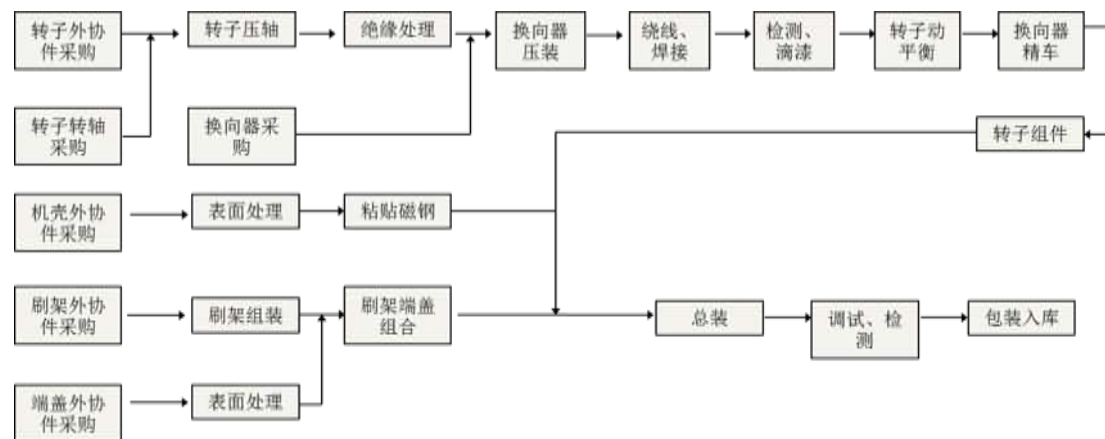 转子外协
件采购
转子压轴
绝缘处理
换向器
压装
绕线、
焊接
检测、
滴漆
转子动
平衡
换向器
精车
转子转轴
采购
换向器采
购
转子组件
机壳外协
件采购
表面处理
粘贴磁钢
刷架外协
件采购
刷架组装
刷架端盖
组合
总装
调试、检
测
包装入库
端盖外协
件采购
表面处理